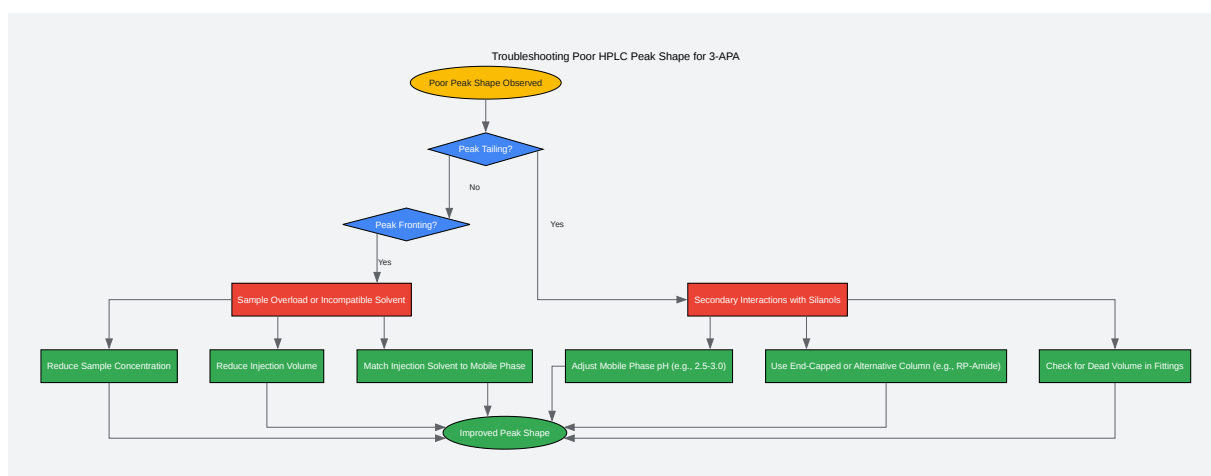 Troubleshooting Poor HPLC Peak Shape for 3-APA
Poor Peak Shape Observed
Peak Tailing?
No
Peak Fronting?
Yes
Yes
Sample Overload or Incompatible Solvent
Secondary Interactions with Silanols
Reduce Sample Concentration
Reduce Injection Volume
Match Injection Solvent to Mobile Phase
Adjust Mobile Phase pH (e.g., 2.5-3.0)
Use End-Capped or Alternative Column (e.g., RP-Amide)
Check for Dead Volume in Fittings
Improved Peak Shape